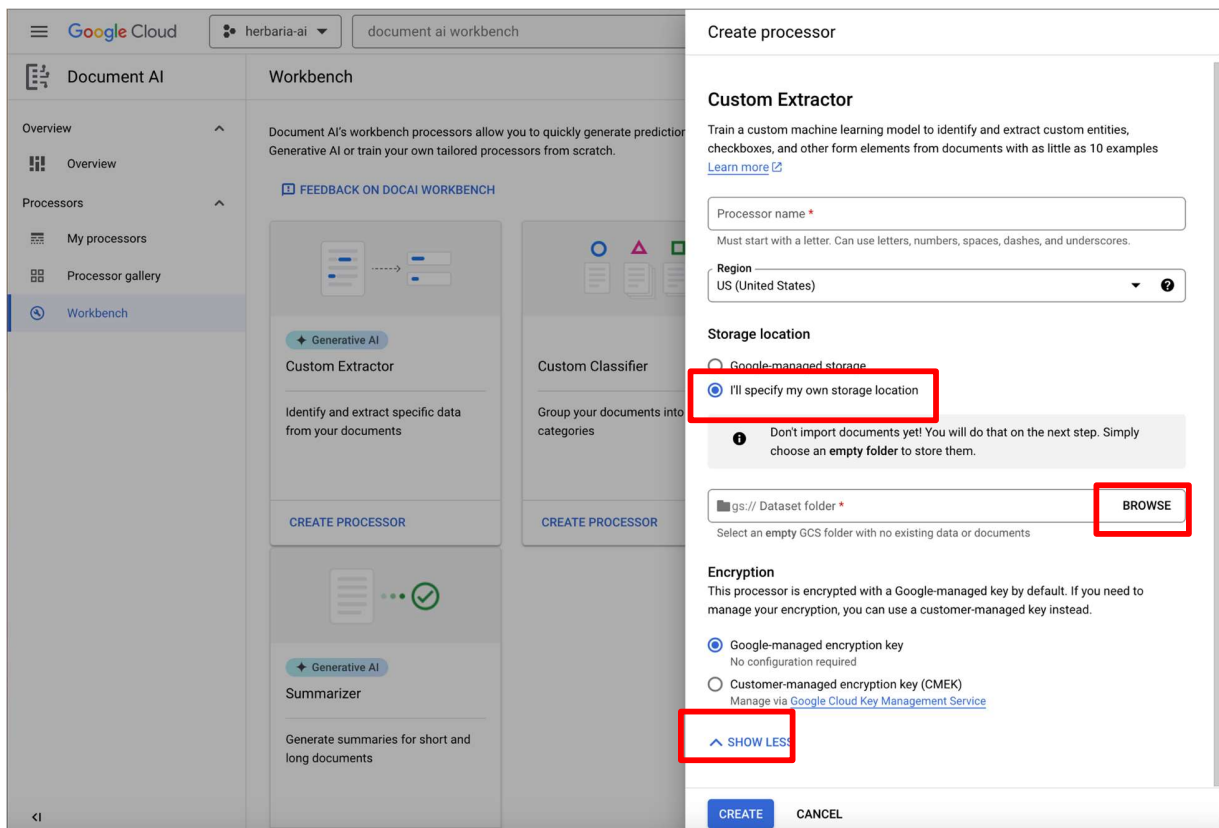 Google Cloud
herbaria-ai
document ai workbench
Document AI
Overview
Overview
Processors
My processors
Processor gallery
Workbench
Workbench
Document AI's workbench processors allow you to quickly generate prediction
Generative AI or train your own tailored processors from scratch.
FEEDBACK ON DOCAI WORKBENCH
Generative AI
Custom Extractor
Identify and extract specific data
from your documents
CREATE PROCESSOR
Custom Classifier
Group your documents into
categories
CREATE PROCESSOR
Generative AI
Summarizer
Generate summaries for short and
long documents
Create processor
Custom Extractor
Train a custom machine learning model to identify and extract custom entities,
checkboxes, and other form elements from documents with as little as 10 examples
Learn more
Processor name *
Must start with a letter. Can use letters, numbers, spaces, dashes, and underscores.
Region
US (United States)
Storage location
Google-managed storage
I'll specify my own storage location
Don't import documents yet! You will do that on the next step. Simply
choose an empty folder to store them.
gs:// Dataset folder *
BROWSE
Select an empty GCS folder with no existing data or documents
Encryption
This processor is encrypted with a Google-managed key by default. If you need to
manage your encryption, you can use a customer-managed key instead.
Google-managed encryption key
No configuration required
Customer-managed encryption key (CMEK)
Manage via Google Cloud Key Management Service
SHOW LESS
CREATE
CANCEL